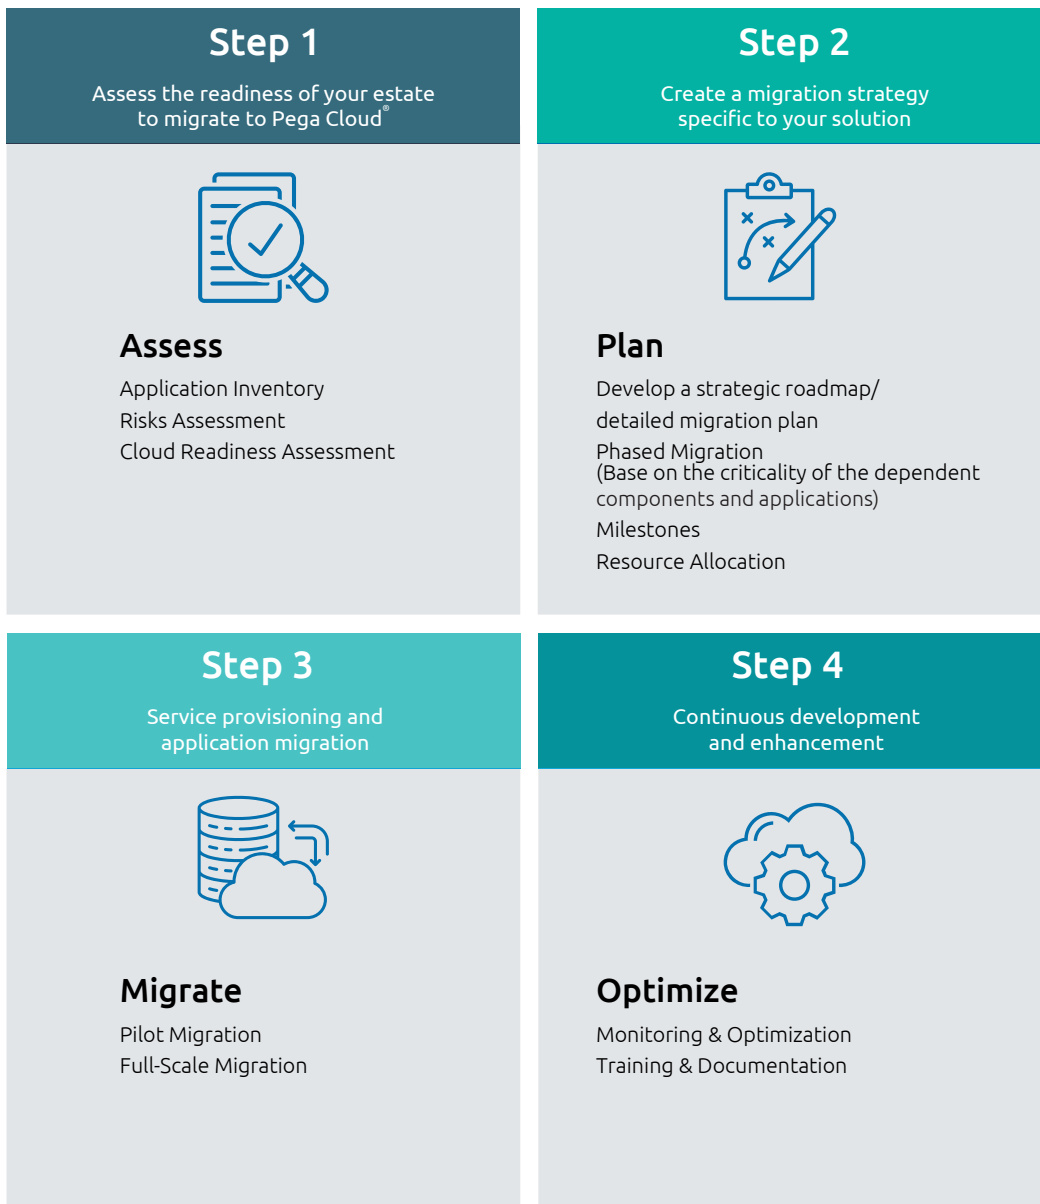 Step 1
Assess the readiness of your estate
to migrate to Pega Cloud®
Assess
Application Inventory
Risks Assessment
Cloud Readiness Assessment
Step 2
Create a migration strategy
specific to your solution
Plan
Develop a strategic roadmap/
detailed migration plan
Phased Migration
(Base on the criticality of the dependent
components and applications)
Milestones
Resource Allocation
Step 3
Service provisioning and
application migration
Migrate
Pilot Migration
Full-Scale Migration
Step 4
Continuous development
and enhancement
Optimize
Monitoring & Optimization
Training & Documentation